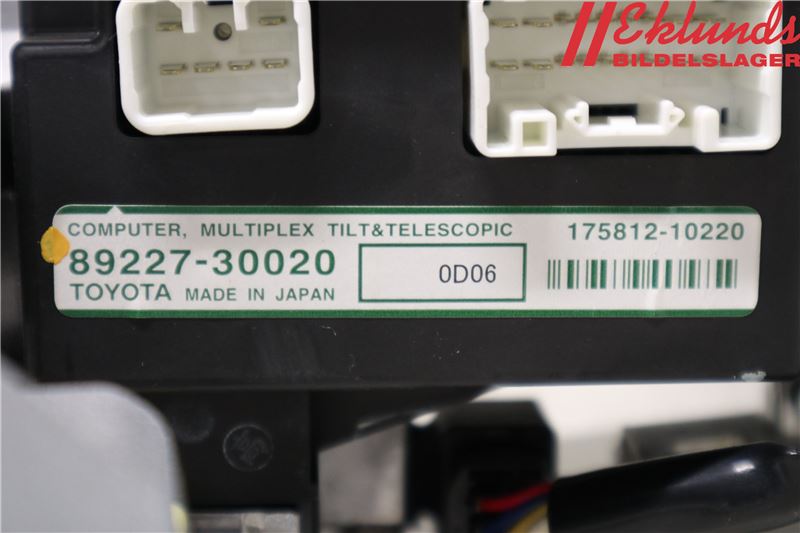 Eklunds
BILDELSLAGER
COMPUTER, MULTIPLEX TILT&TELESCOPIC 175812-10220
89227-30020
0D06
TOYOTA MADE IN JAPAN